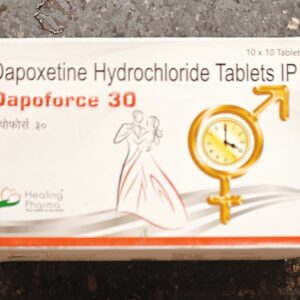 10 x 10 Tablet
Dapoxetine Hydrochloride Tablets IP
Dapoforce 30
पोफोर्स ३०
Healing
Pharma